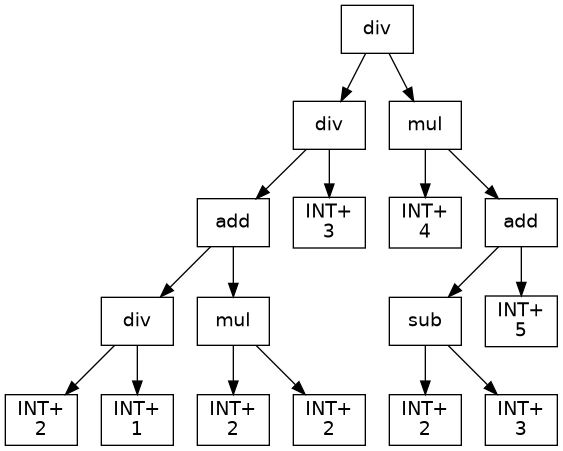 div
div
mul
add
INT+
3
INT+
4
add
div
mul
sub
INT+
5
INT+
2
INT+
1
INT+
2
INT+
2
INT+
2
INT+
3